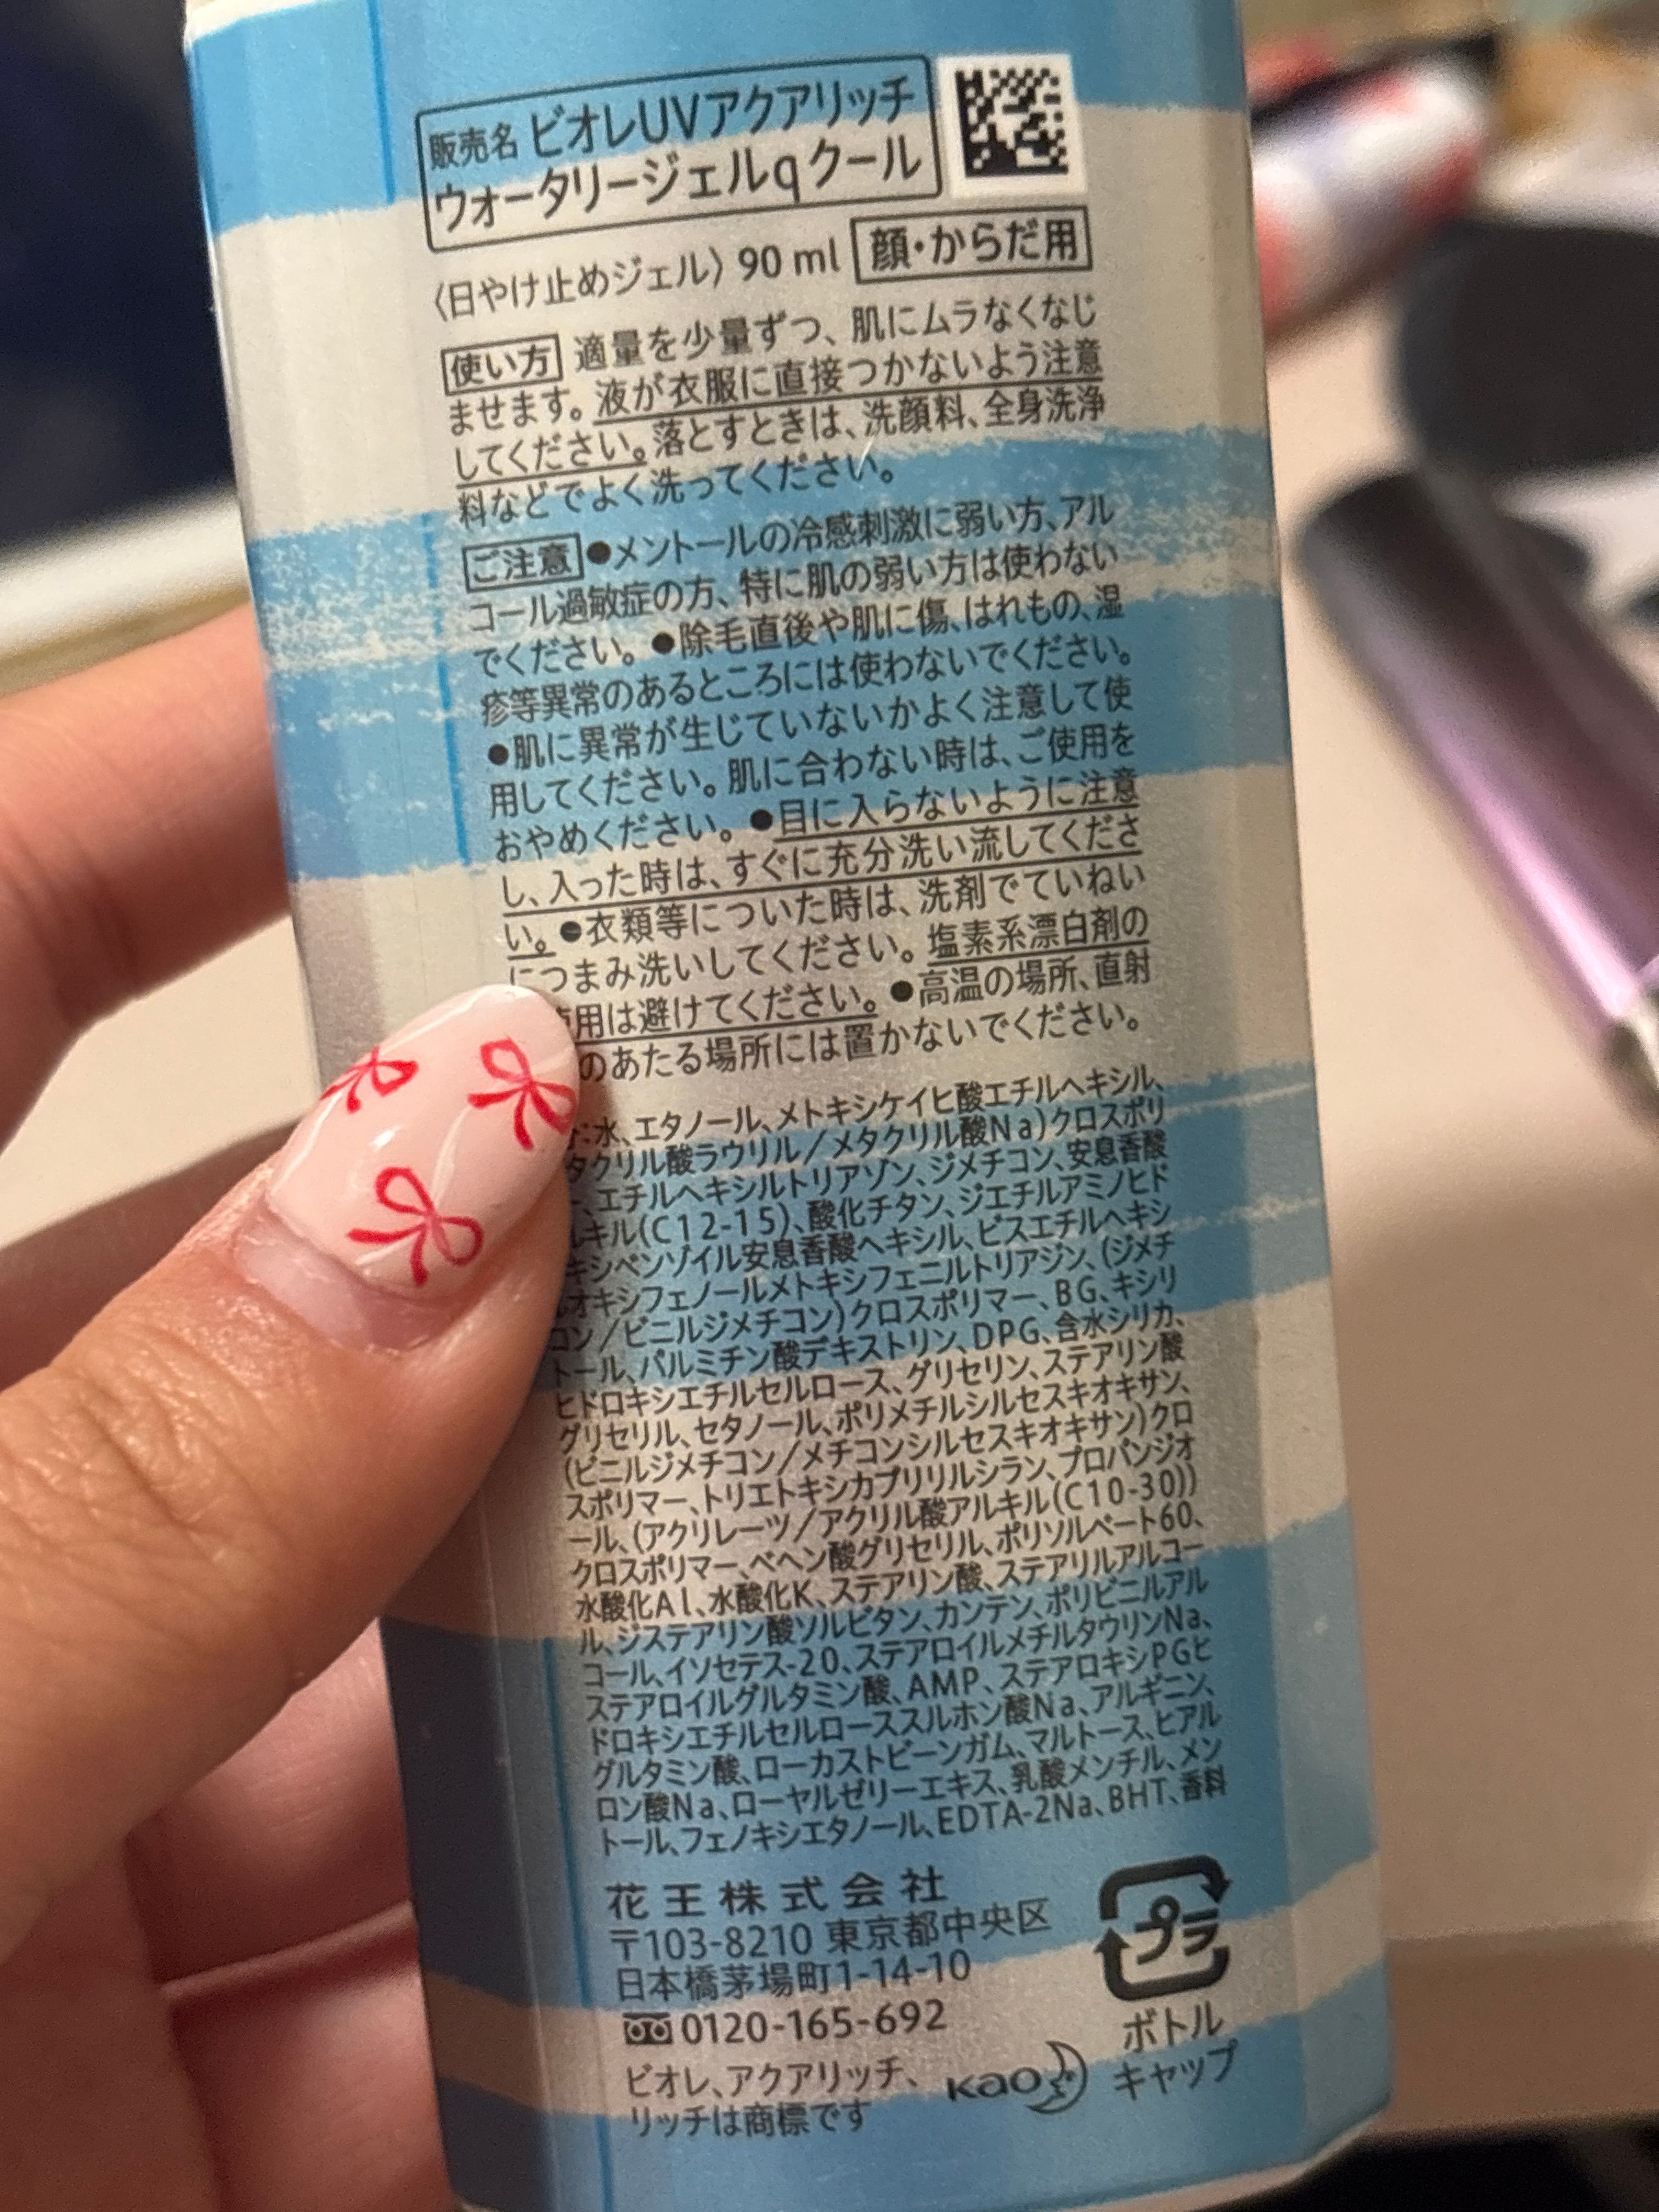 販売名 ビオレUVアクアリッチ
ウォータリージェルqクール
〈日やけ止めジェル〉 90 ml 顔・からだ用
使い方 適量を少量ずつ、肌にムラなくなじ
ませます。液が衣服に直接つかないよう注意
してください。落とすときは、洗顔料、全身洗浄
料などでよく洗ってください。
ご注意 ●メントールの冷感刺激に弱い方、アル
コール過敏症の方、特に肌の弱い方は使わない
でください。●除毛直後や肌に傷、はれもの、湿
疹等異常のあるところには使わないでください。
●肌に異常が生じていないかよく注意して使
用してください。肌に合わない時は、ご使用を
おやめください。●目に入らないように注意
し、入った時は、すぐに充分洗い流してくださ
い。●衣類等についた時は、洗剤でていねい
につまみ洗いしてください。塩素系漂白剤の
用は避けてください。●高温の場所、直射
のあたる場所には置かないでください。
:水、エタノール、メトキシケイヒ酸エチルヘキシル、
タクリル酸ラウリル/メタクリル酸Na)クロスポリ
ー、エチルヘキシルトリアゾン、ジメチコン、安息香酸
ルキル(C12-15)、酸化チタン、ジエチルアミノヒド
キシベンゾイル安息香酸ヘキシル、ビスエチルヘキシ
ルオキシフェノールメトキシフェニルトリアジン、(ジメチ
コン/ビニルジメチコン)クロスポリマー、BG、キシリ
トール、パルミチン酸デキストリン、DPG、含水シリカ、
ヒドロキシエチルセルロース、グリセリン、ステアリン酸
グリセリル、セタノール、ポリメチルシルセスキオキサン、
(ビニルジメチコン/メチコンシルセスキオキサン)クロ
スポリマー、トリエトキシカプリリルシラン、プロパンジオ
ール、(アクリレーツ/アクリル酸アルキル(C10-30))
クロスポリマー、ベヘン酸グリセリル、ポリソルベート60、
水酸化Al、水酸化K、ステアリン酸、ステアリルアルコー
ル、ジステアリン酸ソルビタン、カンテン、ポリビニルアル
コール、イソセテス-20、ステアロイルメチルタウリンNa、
ステアロイルグルタミン酸、AMP、ステアロキシPGヒ
ドロキシエチルセルローススルホン酸Na、アルギニン、
グルタミン酸、ローカストビーンガム、マルトース、ヒアル
ロン酸Na、ローヤルゼリーエキス、乳酸メンチル、メン
トール、フェノキシエタノール、EDTA-2Na、BHT、香料
花王株式会社
〒103-8210 東京都中央区
日本橋茅場町1-14-10
0120-165-692
ビオレ、アクアリッチ、
リッチは商標です
Kao
プラ
ボトル
キャップ